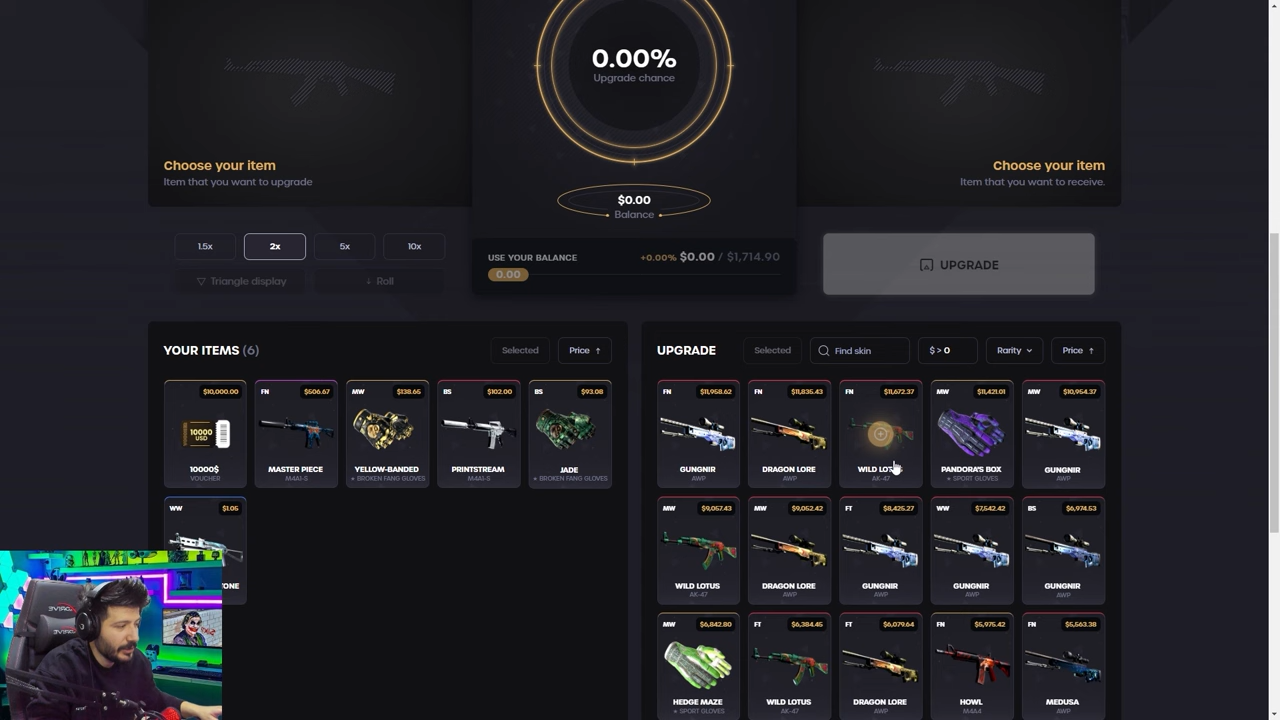 0.00%
Upgrade chance
Choose your item
Item that you want to upgrade
Choose your item
Item that you want to receive.
$0.00
Balance
1.5x
2x
5x
10x
Triangle display
Roll
USE YOUR BALANCE
+0.00% $0.00 / $1,714.90
0.00
UPGRADE
YOUR ITEMS (6)
Selected
Price ↑
$10,000.00
10000
USD
10000$
VOUCHER
FN
$506.67
MASTER PIECE
M4A1-S
MW
$138.65
YELLOW-BANDED
★ BROKEN FANG GLOVES
BS
$102.00
PRINTSTREAM
M4A1-S
BS
$93.08
JADE
★ BROKEN FANG GLOVES
WW
$1.05
UPGRADE
Selected
Find skin
$ > 0
Rarity
Price ↑
FN
$11,958.62
GUNGNIR
AWP
FN
$11,835.43
DRAGON LORE
AWP
FN
$11,672.37
WILD LOTUS
AK-47
MW
$11,421.01
PANDORA'S BOX
★ SPORT GLOVES
MW
$10,954.37
GUNGNIR
AWP
MW
$9,057.43
WILD LOTUS
AK-47
MW
$9,052.42
DRAGON LORE
AWP
FT
$8,425.27
GUNGNIR
AWP
WW
$7,542.42
GUNGNIR
AWP
BS
$6,974.53
GUNGNIR
AWP
MW
$6,842.80
HEDGE MAZE
★ SPORT GLOVES
FT
$6,384.45
WILD LOTUS
AK-47
FT
$6,079.64
DRAGON LORE
AWP
FN
$5,975.42
HOWL
M4A4
FN
$5,563.38
MEDUSA
AWP